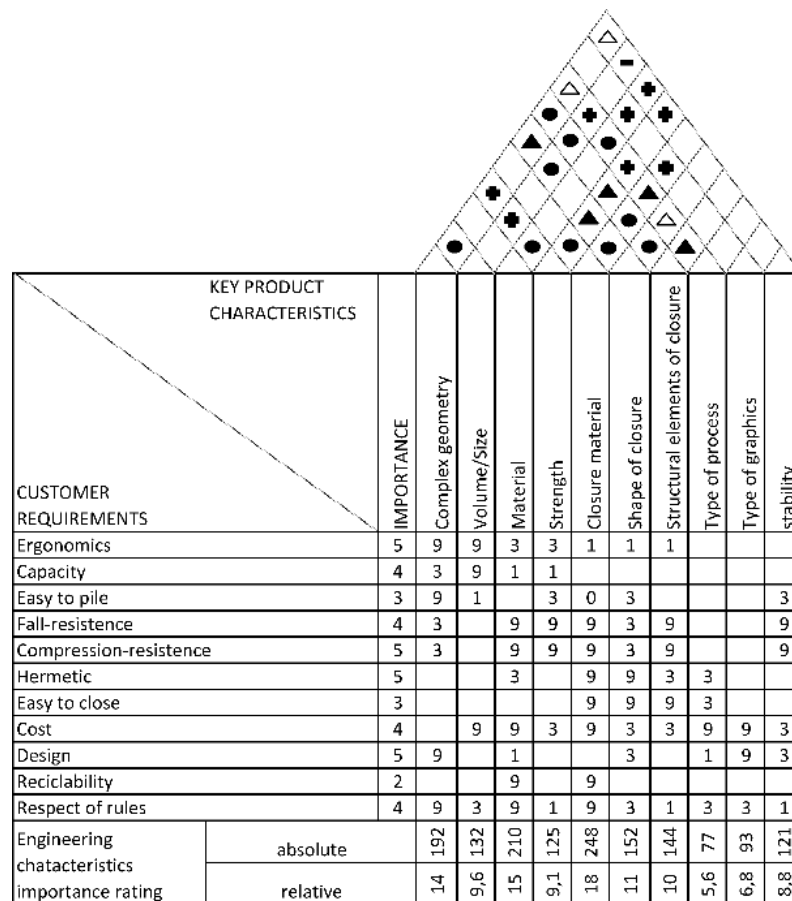 KEY PRODUCT
CHARACTERISTICS
CUSTOMER
REQUIREMENTS
IMPORTANCE
Complex geometry
Volume/Size
Material
Strength
Closure material
Shape of closure
Structural elements of closure
Type of process
Type of graphics
stability
Ergonomics 5 9 9 3 3 1 1 1
Capacity 4 3 9 1 1
Easy to pile 3 9 1 3 0 3 3
Fall-resistence 4 3 9 9 9 3 9 9
Compression-resistence 5 3 9 9 9 3 9 9
Hermetic 5 3 9 9 3 3
Easy to close 3 9 9 9 3
Cost 4 9 9 3 9 3 3 9 9 3
Design 5 9 1 3 1 9 3
Reciclability 2 9 9
Respect of rules 4 9 3 9 1 9 3 1 3 3 1
Engineering
chatacteristics
importance rating
absolute 192 132 210 125 248 152 144 77 93 121
relative 14 9,6 15 9,1 18 11 10 5,6 6,8 8,8